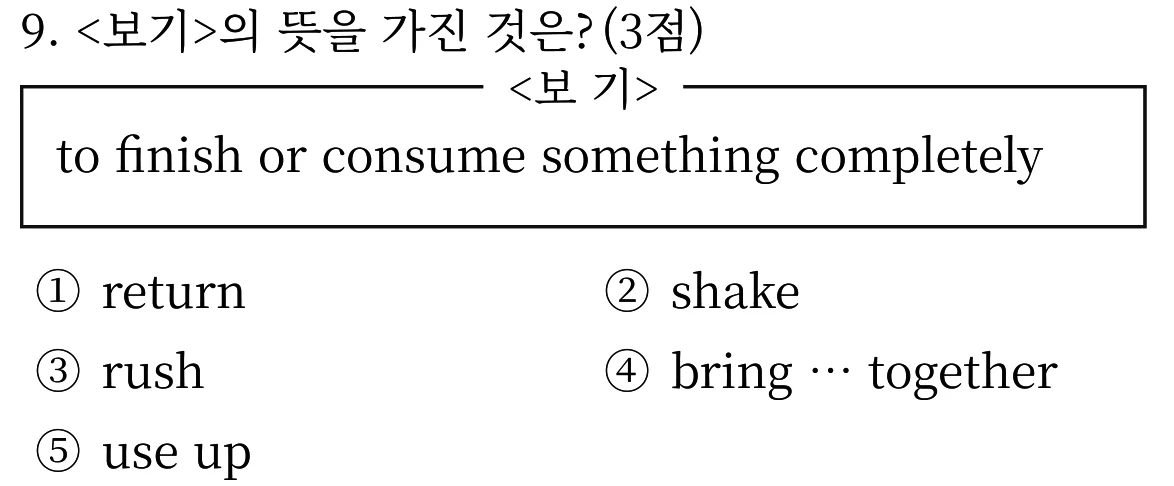 9. <보기>의 뜻을 가진 것은?(3점)
<보 기>
to finish or consume something completely
① return ② shake
③ rush ④ bring … together
⑤ use up